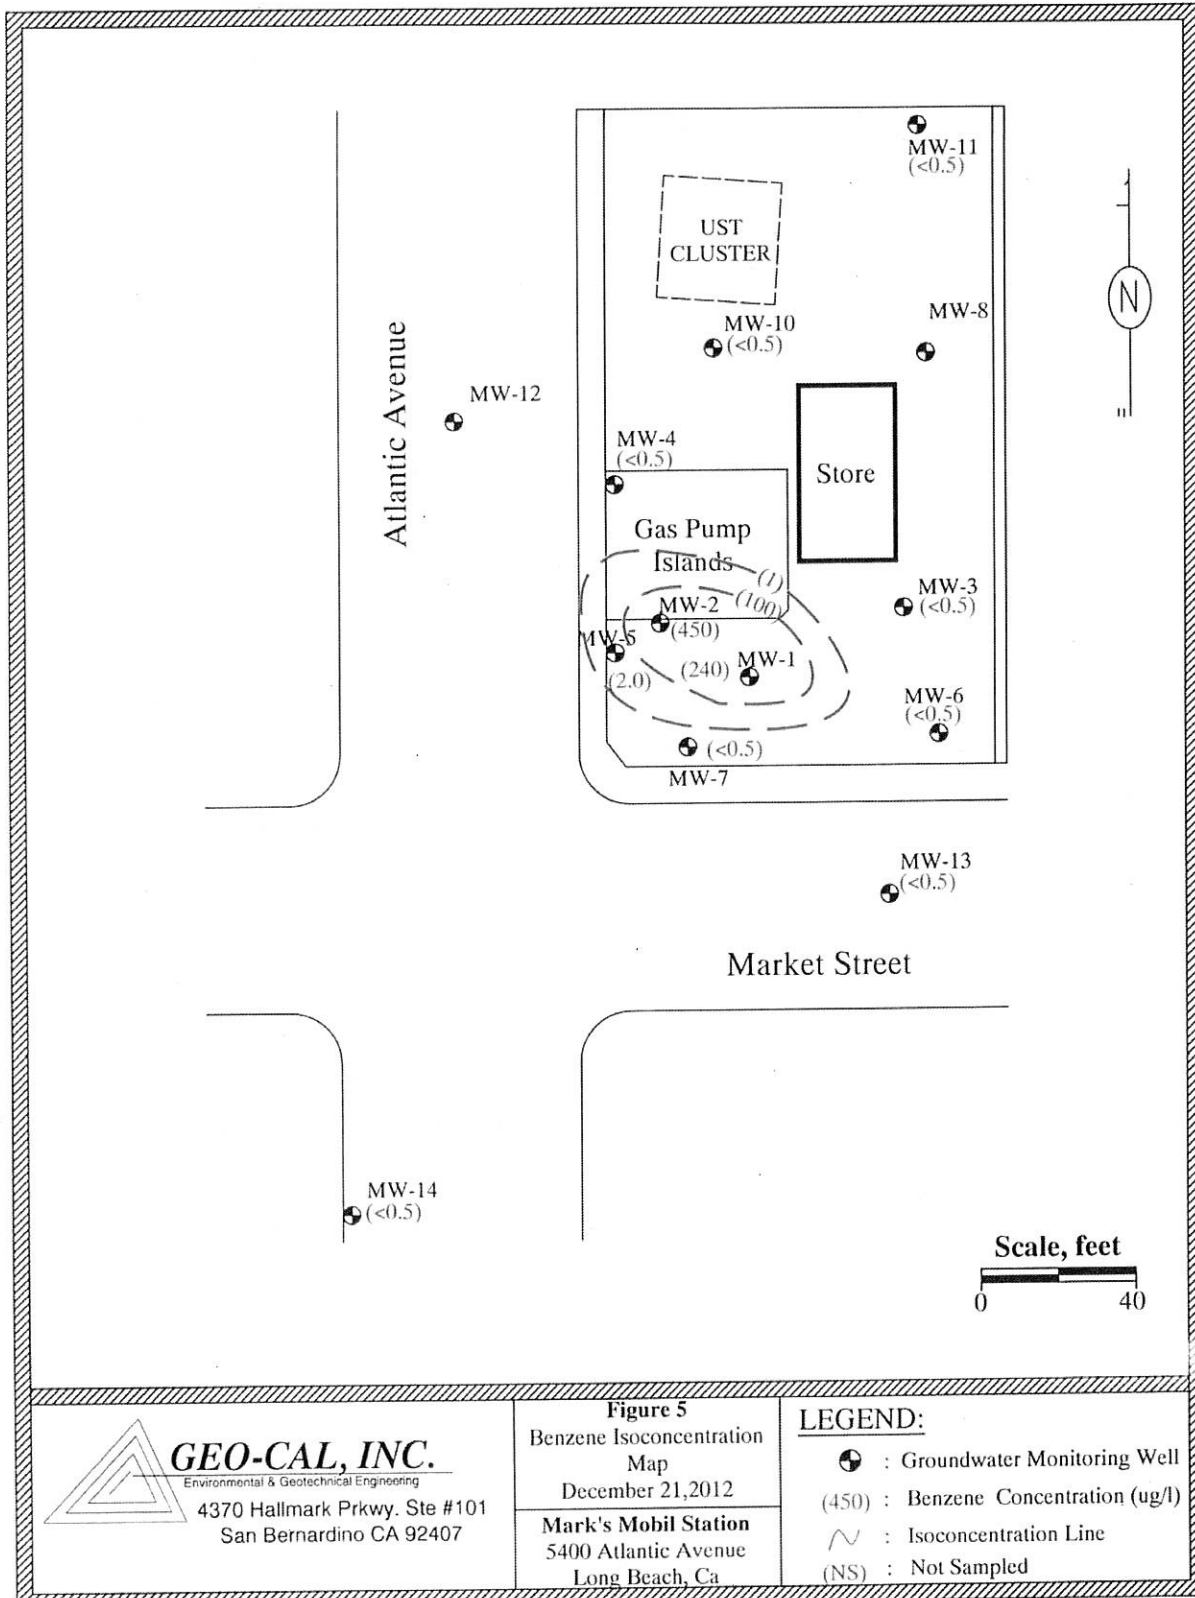 MW-11
(<0.5)
UST
CLUSTER
N
MW-8
MW-10
(<0.5)
MW-12
Atlantic Avenue
MW-4
(<0.5)
Store
Gas Pump
Islands
(1)
(100)
MW-3
(<0.5)
MW-2
(450)
MW-5
(2.0)
(240)
MW-1
MW-6
(<0.5)
(<0.5)
MW-7
MW-13
(<0.5)
Market Street
MW-14
(<0.5)
Scale, feet
0 40
GEO-CAL, INC.
Environmental & Geotechnical Engineering
4370 Hallmark Prkwy. Ste #101
San Bernardino CA 92407
Figure 5
Benzene Isoconcentration
Map
December 21,2012
Mark's Mobil Station
5400 Atlantic Avenue
Long Beach, Ca
LEGEND:
: Groundwater Monitoring Well
(450) : Benzene Concentration (ug/l)
: Isoconcentration Line
(NS) : Not Sampled